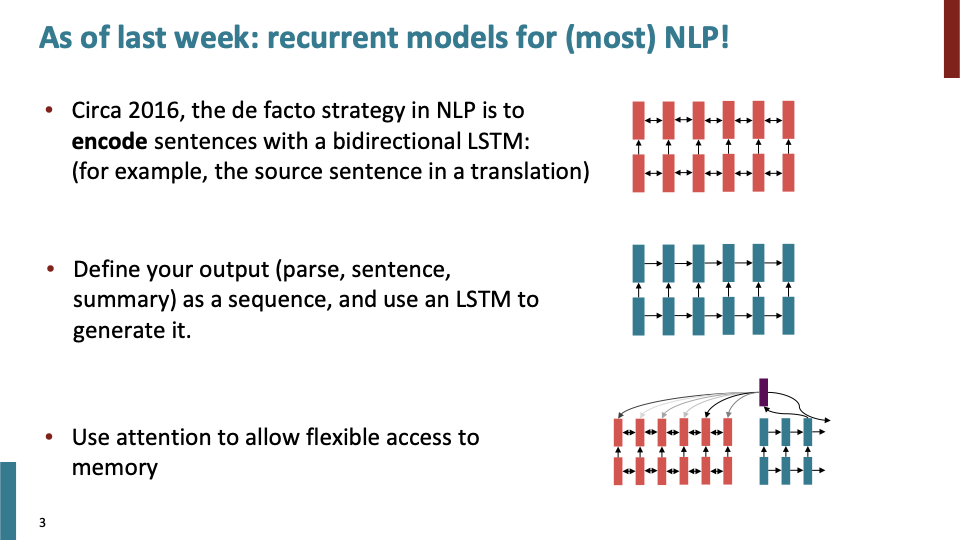 As of last week: recurrent models for (most) NLP!
• Circa 2016, the de facto strategy in NLP is to
encode sentences with a bidirectional LSTM:
(for example, the source sentence in a translation)
• Define your output (parse, sentence,
summary) as a sequence, and use an LSTM to
generate it.
• Use attention to allow flexible access to
memory
3